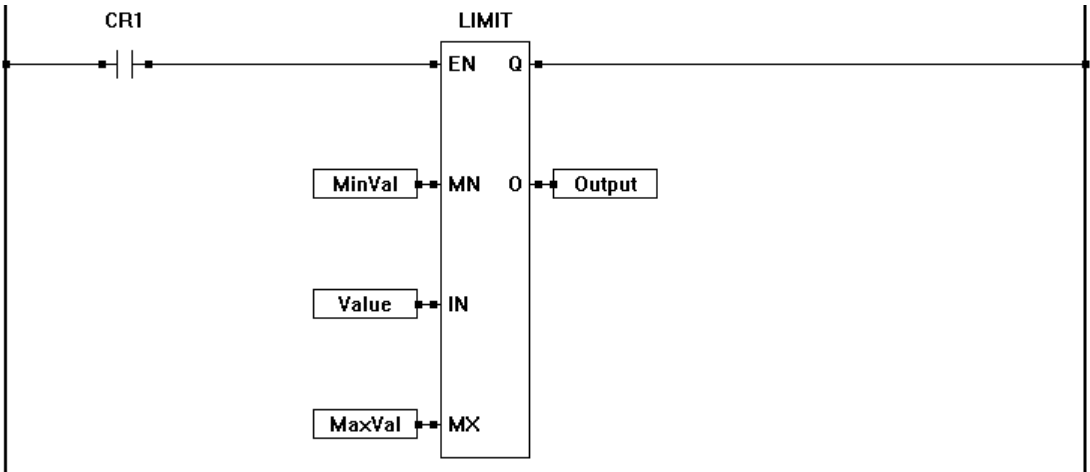 CR1 LIMIT
EN Q
MinVal MN O Output
Value IN
MaxVal MX